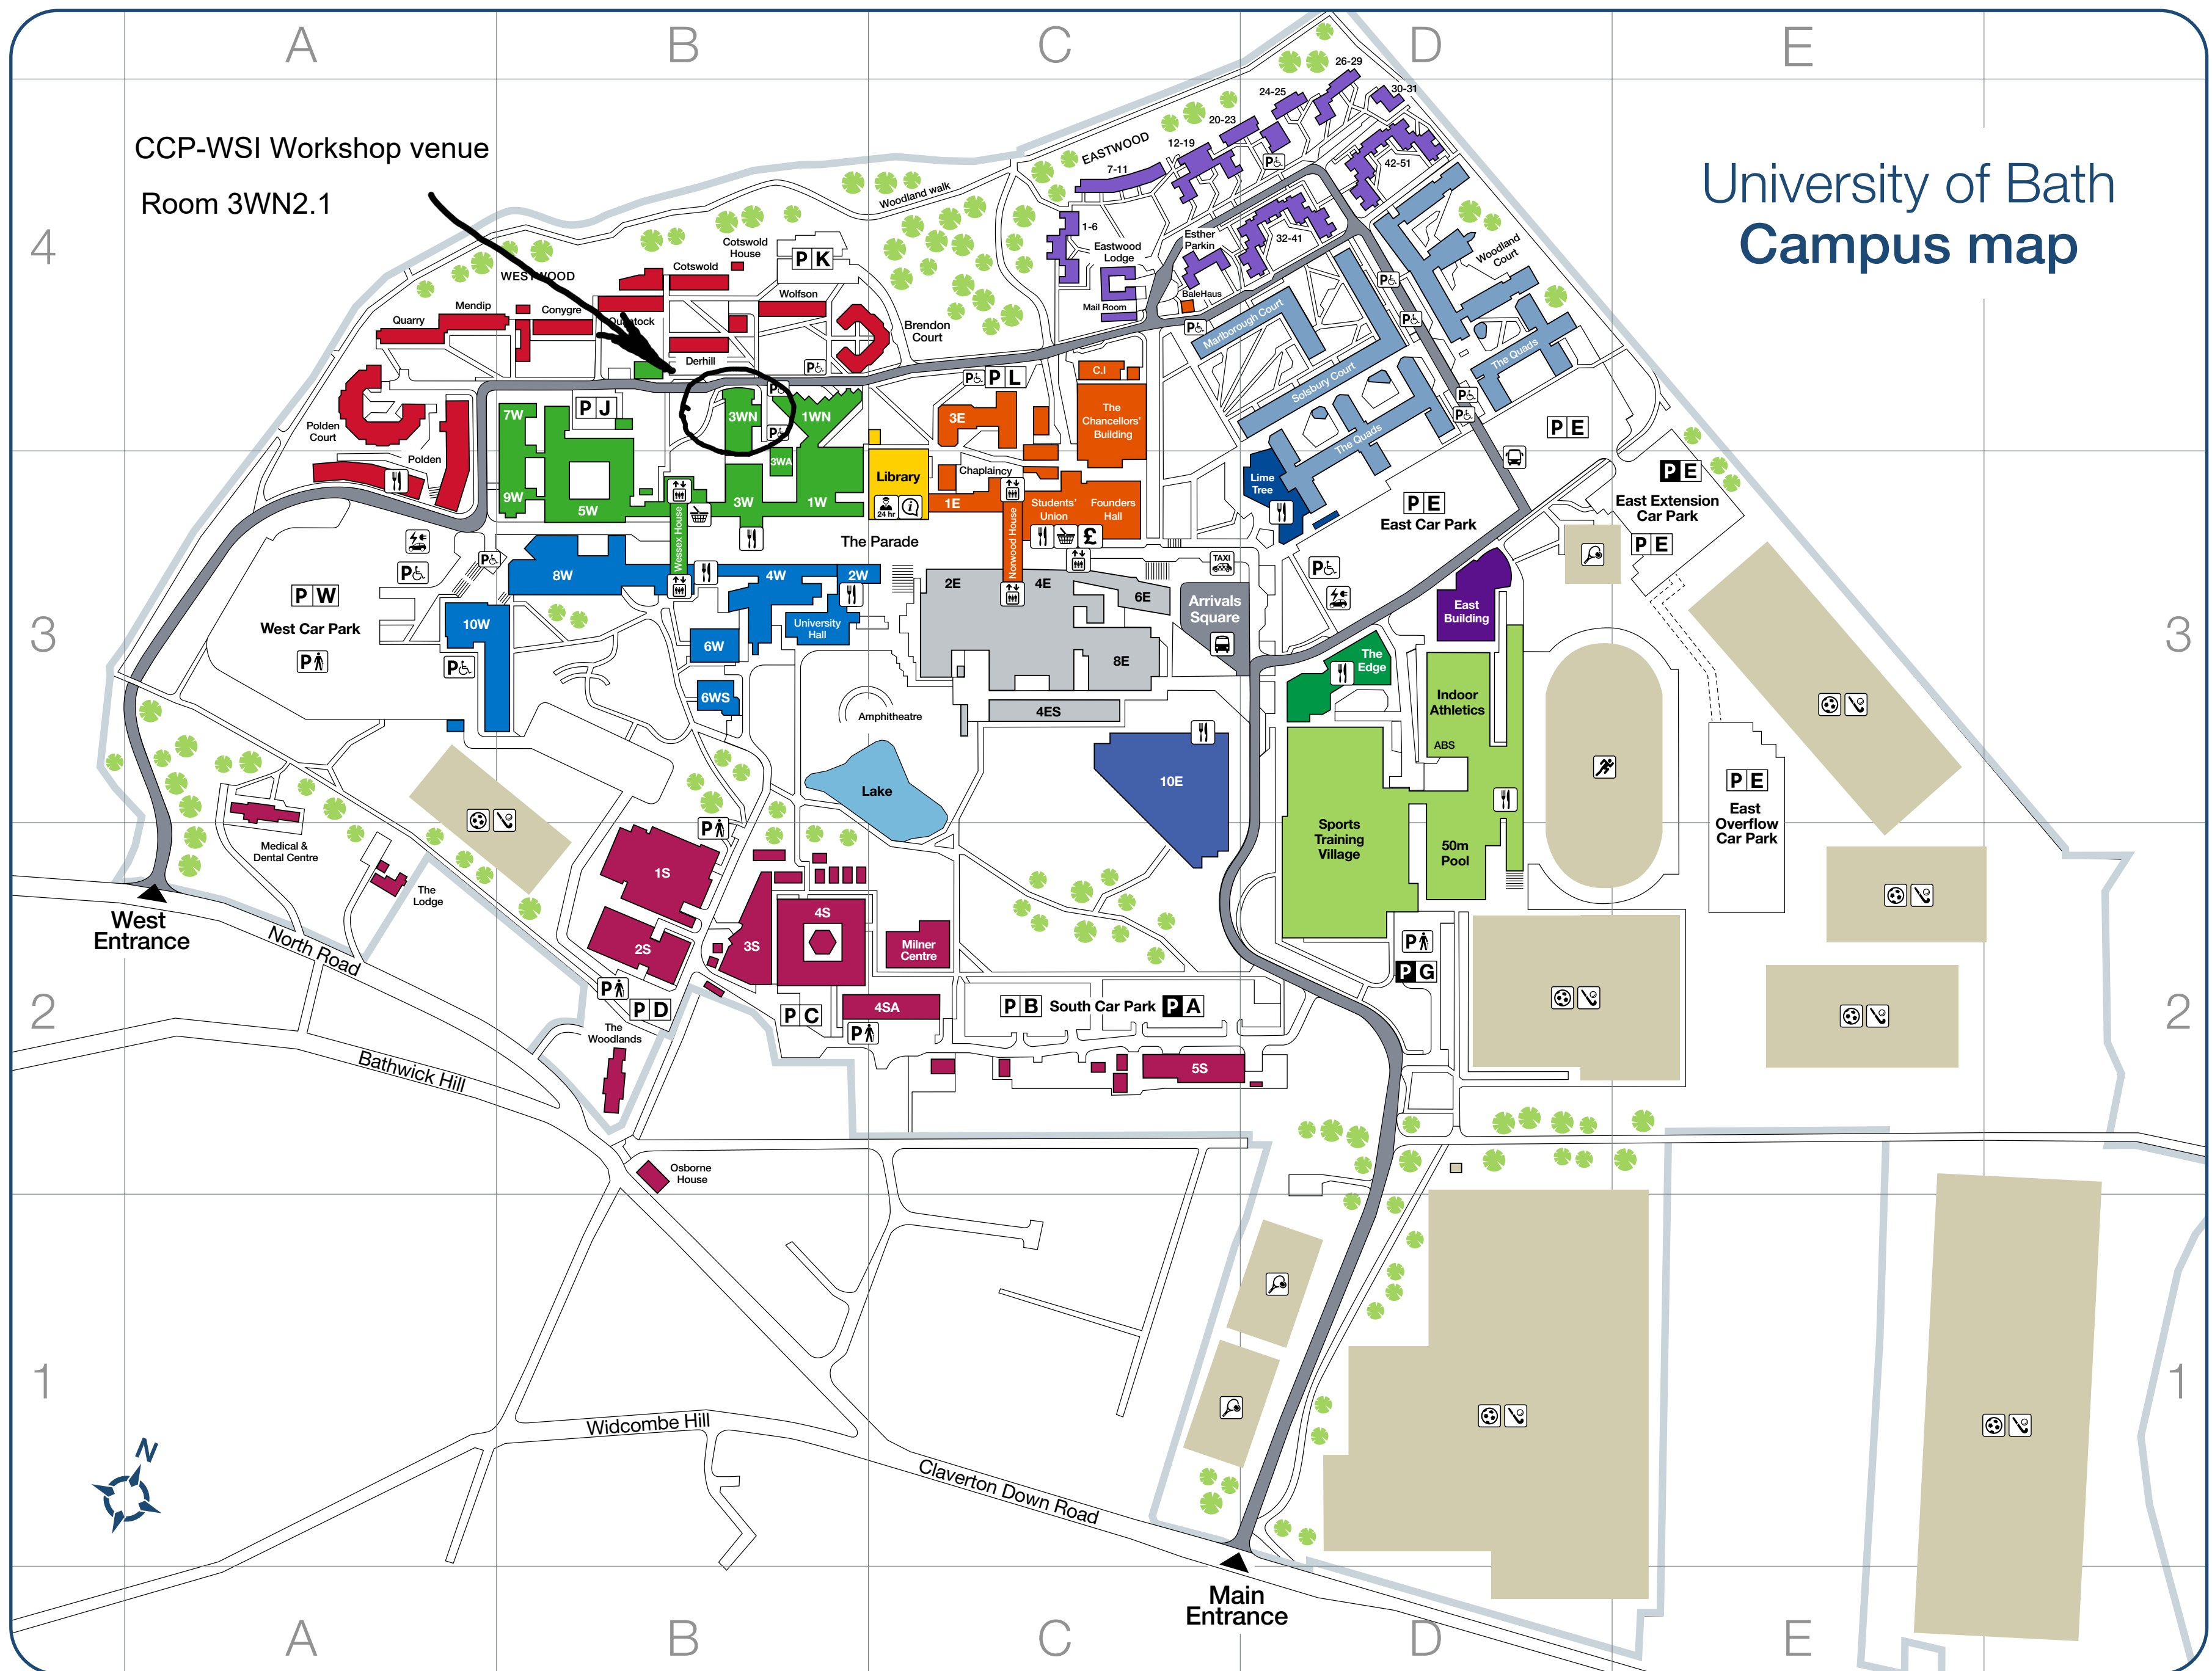 A
B
C
D
E
CCP-WSI Workshop venue
Room 3WN2.1
University of Bath
Campus map
26-29
24-25
30-31
20-23
EASTWOOD
12-19
7-11
42-51
Woodland walk
1-6
Esther
Parkin
32-41
Eastwood
Lodge
Woodland
Court
4
Cotswold
House
P K
WESTWOOD
Cotswold
Wolfson
BaleHaus
Mail Room
Marlborough Court
Mendip
Conygre
Quarry
Quantock
Brendon
Court
Derhill
P
P
P
P
P
P
P L
C.I
The Quads
Solsbury Court
P J
7W
3WN
1WN
3E
The
Chancellors'
Building
P
P
P
P
Polden
Court
Polden
3WA
Library
Chaplaincy
The Quads
P E
P E
Lime
Tree
P E
East Car Park
East Extension
Car Park
9W
5W
3W
1W
24 hr
i
1E
Students'
Union
Founders
Hall
Wessex House
Norwood House
£
The Parade
P E
P
P
8W
4W
2W
2E
4E
6E
TAXI
P
P W
West Car Park
P
10W
P
University
Hall
6W
Arrivals
Square
East
Building
3
3
8E
The
Edge
6WS
4ES
Amphitheatre
Indoor
Athletics
ABS
Lake
10E
P E
East
Overflow
Car Park
Sports
Training
Village
50m
Pool
P
Medical &
Dental Centre
The
Lodge
1S
4S
2S
3S
Milner
Centre
P
P G
West
Entrance
North Road
P
P D
P C
4SA
P
P B
South Car Park
P A
2
2
The
Woodlands
Bathwick Hill
5S
Osborne
House
1
1
Widcombe Hill
Claverton Down Road
N
Main
Entrance
A
B
C
D
E